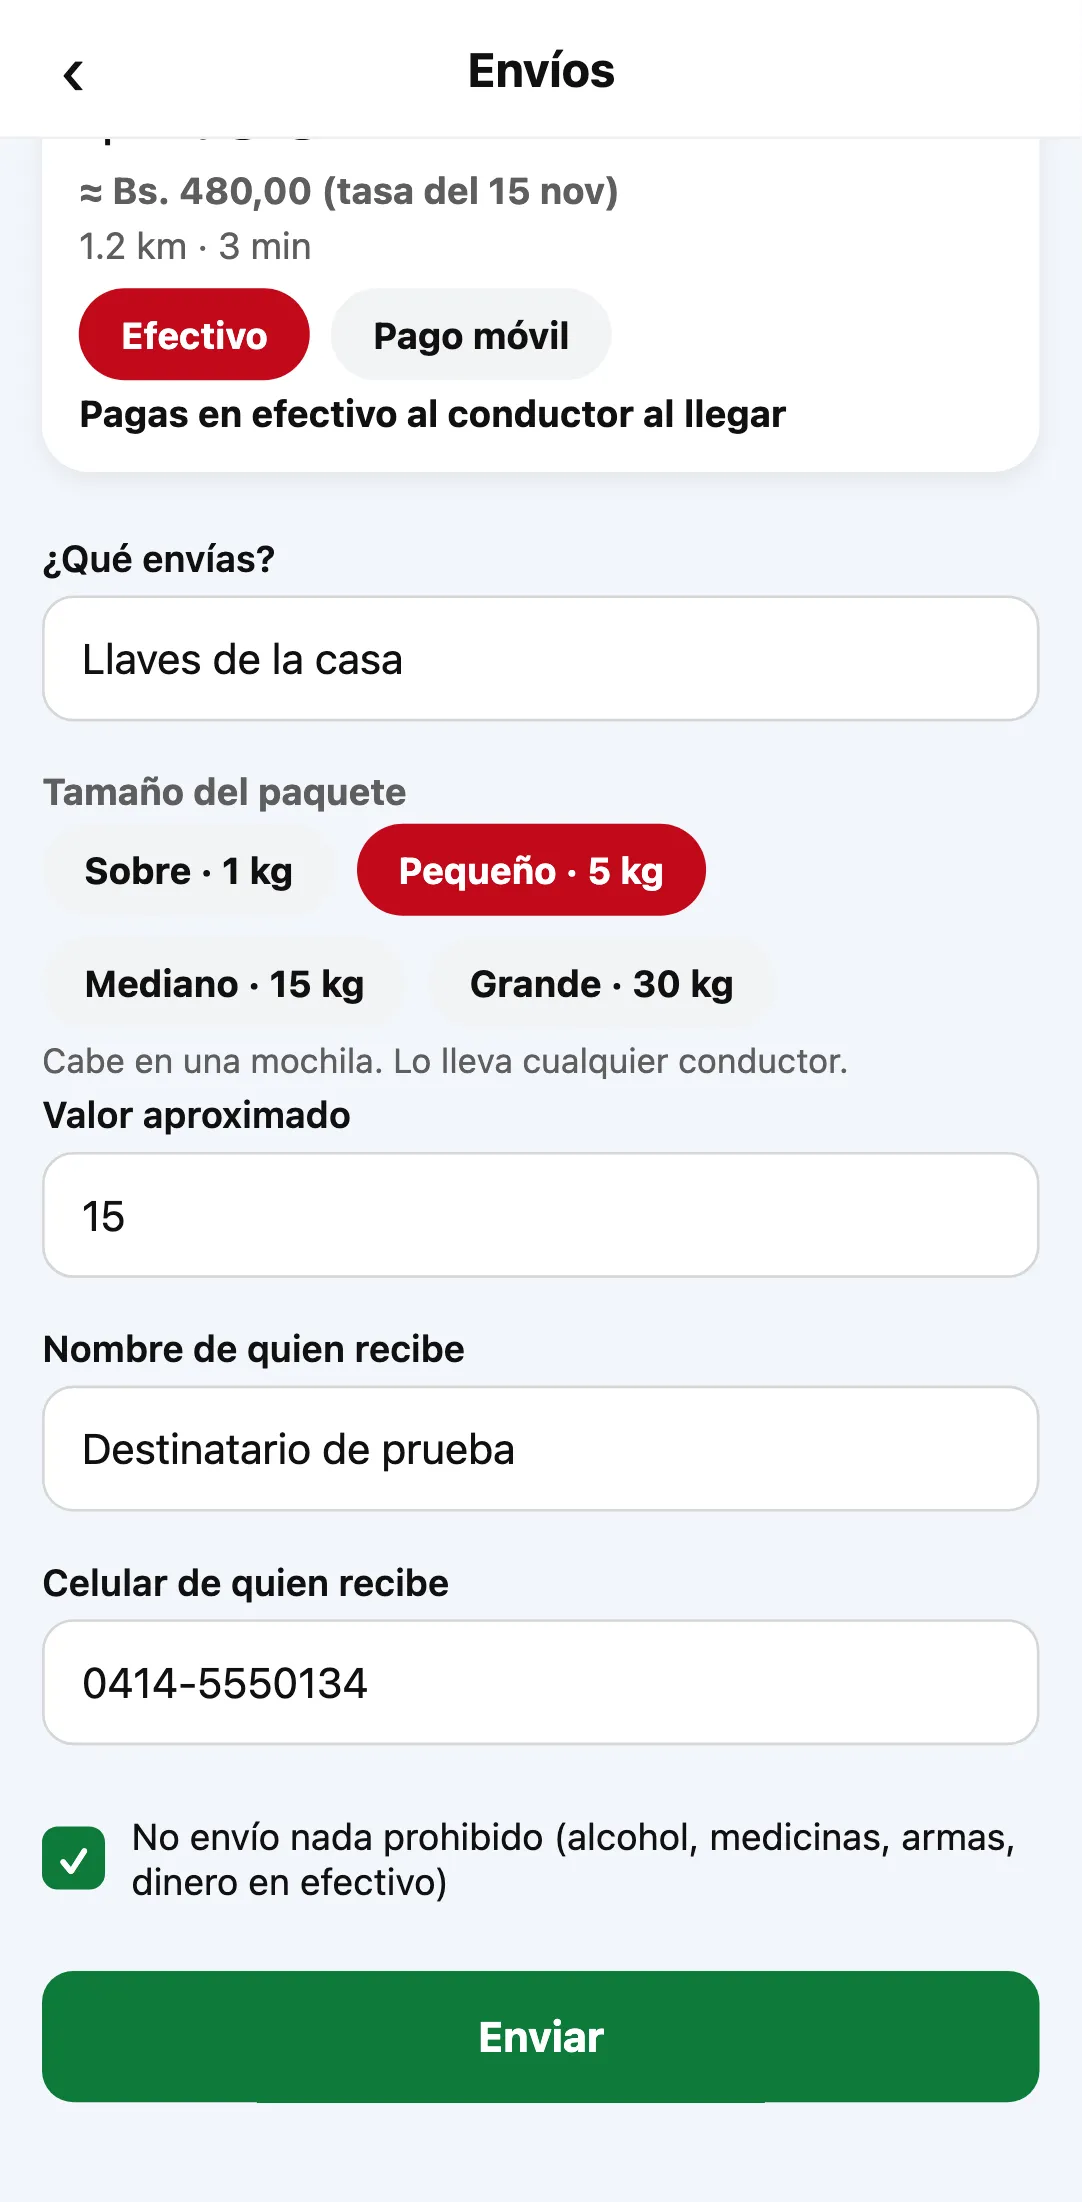 Envíos
≈ Bs. 480,00 (tasa del 15 nov)
1.2 km · 3 min
Efectivo
Pago móvil
Pagas en efectivo al conductor al llegar
¿Qué envías?
Llaves de la casa
Tamaño del paquete
Sobre · 1 kg
Pequeño · 5 kg
Mediano · 15 kg
Grande · 30 kg
Cabe en una mochila. Lo lleva cualquier conductor.
Valor aproximado
15
Nombre de quien recibe
Destinatario de prueba
Celular de quien recibe
0414-5550134
No envío nada prohibido (alcohol, medicinas, armas,
dinero en efectivo)
Enviar